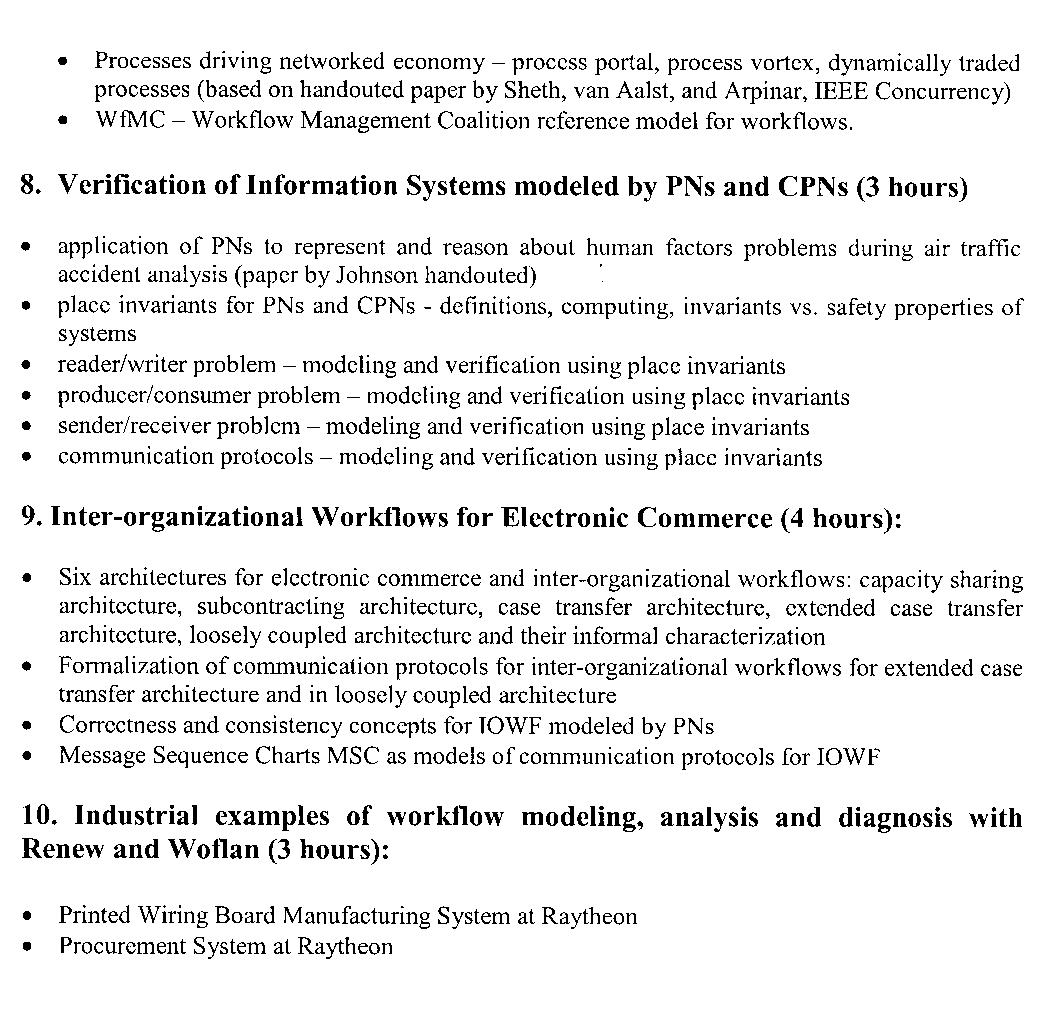 • Processes driving networked economy – process portal, process vortex, dynamically traded
processes (based on handouted paper by Sheth, van Aalst, and Arpinar, IEEE Concurrency)
• WfMC – Workflow Management Coalition reference model for workflows.
8. Verification of Information Systems modeled by PNs and CPNs (3 hours)
• application of PNs to represent and reason about human factors problems during air traffic
accident analysis (paper by Johnson handouted)
• place invariants for PNs and CPNs - definitions, computing, invariants vs. safety properties of
systems
• reader/writer problem – modeling and verification using place invariants
• producer/consumer problem – modeling and verification using place invariants
• sender/receiver problem – modeling and verification using place invariants
• communication protocols – modeling and verification using place invariants
9. Inter-organizational Workflows for Electronic Commerce (4 hours):
• Six architectures for electronic commerce and inter-organizational workflows: capacity sharing
architecture, subcontracting architecture, case transfer architecture, extended case transfer
architecture, loosely coupled architecture and their informal characterization
• Formalization of communication protocols for inter-organizational workflows for extended case
transfer architecture and in loosely coupled architecture
• Correctness and consistency concepts for IOWF modeled by PNs
• Message Sequence Charts MSC as models of communication protocols for IOWF
10. Industrial examples of workflow modeling, analysis and diagnosis with
Renew and Woflan (3 hours):
• Printed Wiring Board Manufacturing System at Raytheon
• Procurement System at Raytheon